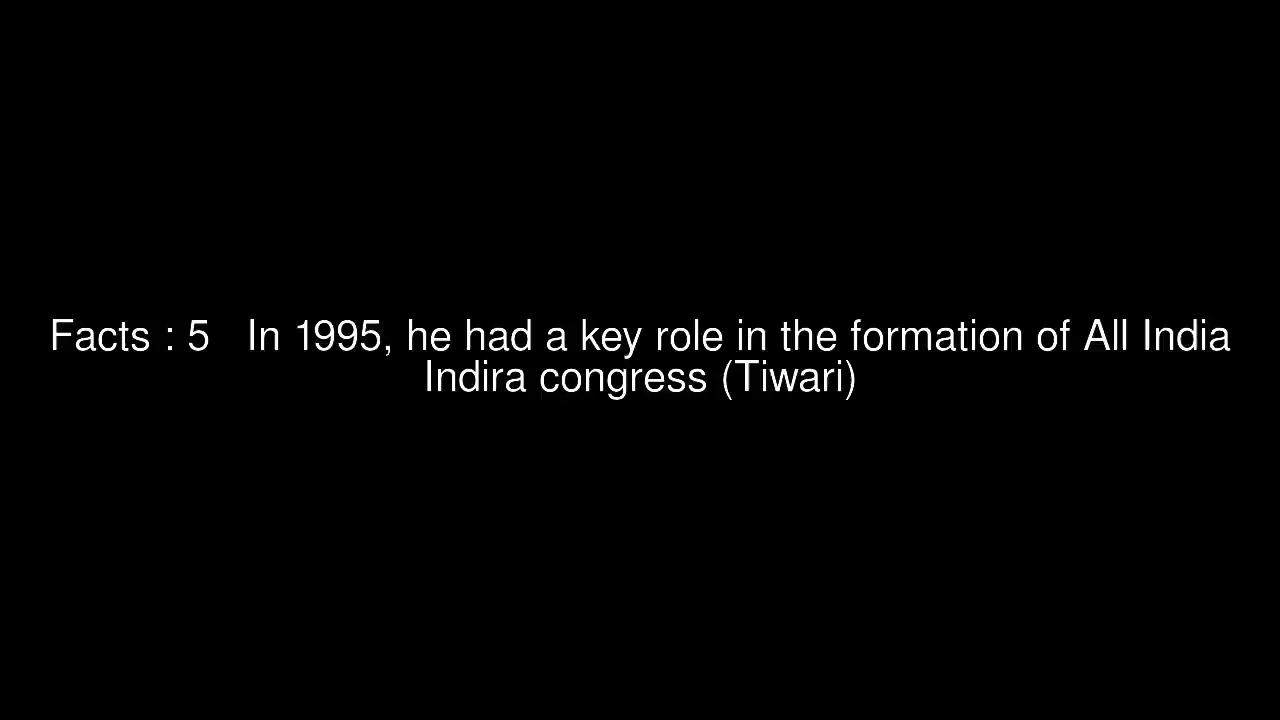 Facts : 5   In 1995, he had a key role in the formation of All India
Indira congress (Tiwari)